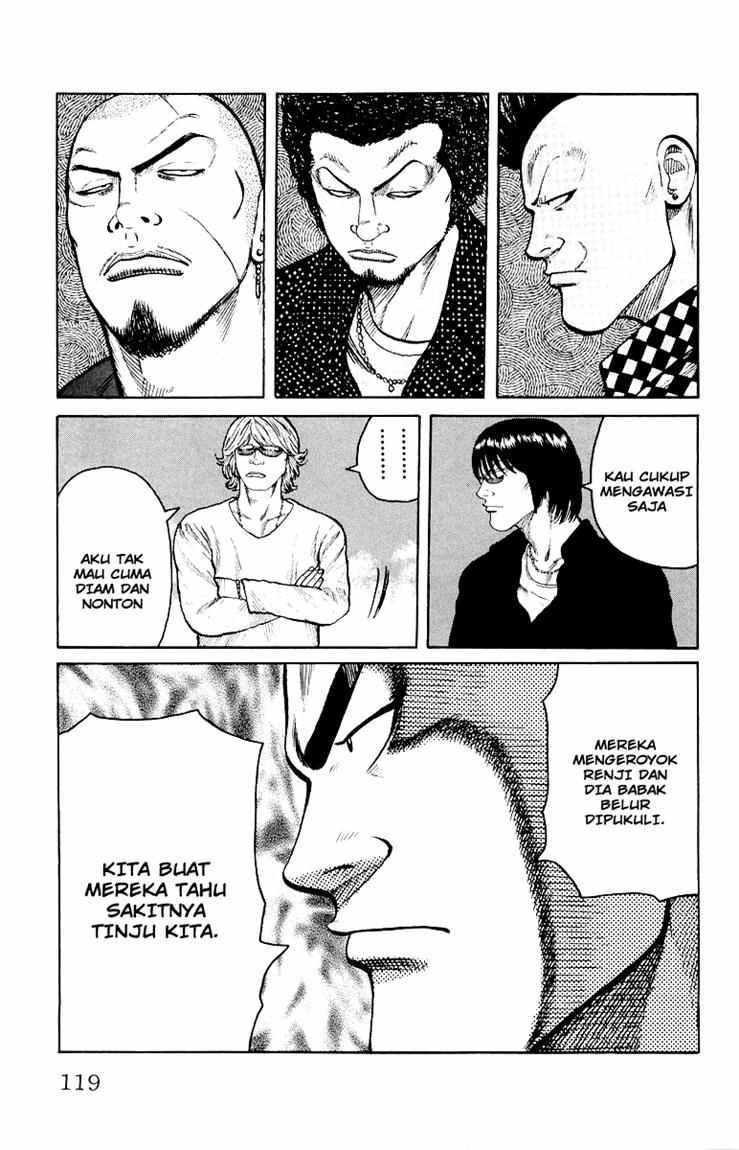 KAU CUKUP
MENGAWASI
SAJA
AKU TAK
MAU CUMA
DIAM DAN
NONTON
MEREKA
MENGEROYOK
RENJI DAN
DIA BABAK
BELUR
DIPUKULI.
KITA BUAT
MEREKA TAHU
SAKITNYA
TINJU KITA.
119